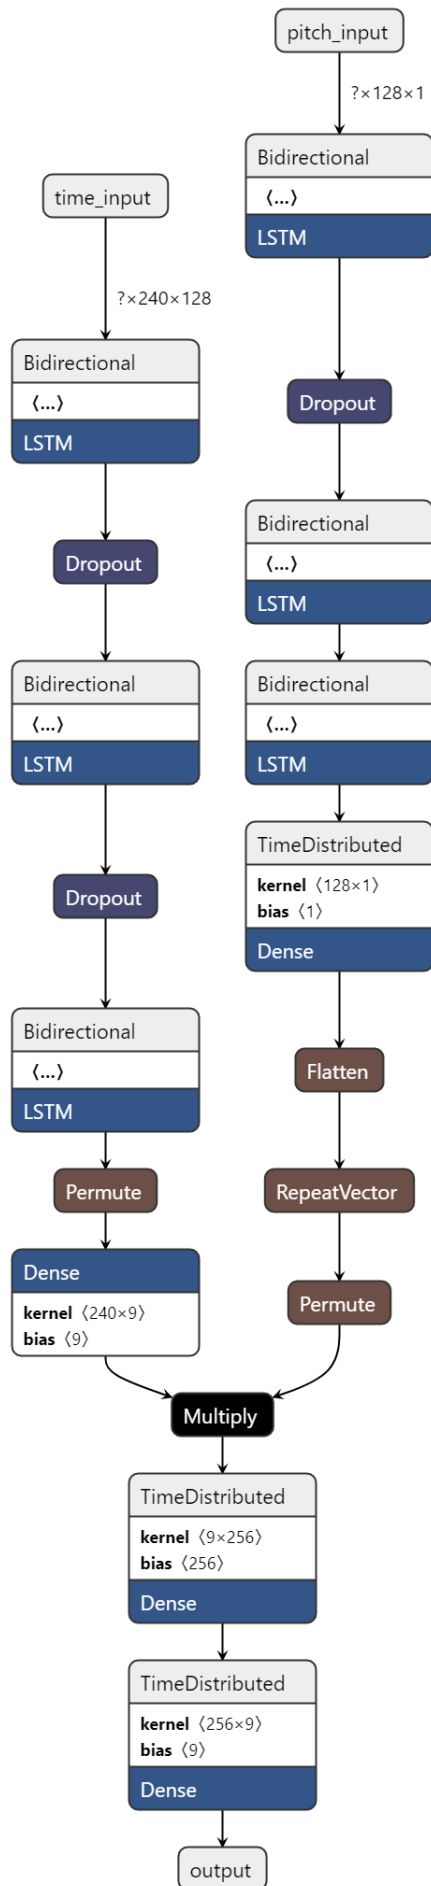 pitch_input
?×128×1
Bidirectional
⟨...⟩
LSTM
Dropout
Bidirectional
⟨...⟩
LSTM
Bidirectional
⟨...⟩
LSTM
TimeDistributed
kernel ⟨128×1⟩
bias ⟨1⟩
Dense
Flatten
RepeatVector
Permute
time_input
?×240×128
Bidirectional
⟨...⟩
LSTM
Dropout
Bidirectional
⟨...⟩
LSTM
Dropout
Bidirectional
⟨...⟩
LSTM
Permute
Dense
kernel ⟨240×9⟩
bias ⟨9⟩
Multiply
TimeDistributed
kernel ⟨9×256⟩
bias ⟨256⟩
Dense
TimeDistributed
kernel ⟨256×9⟩
bias ⟨9⟩
Dense
output